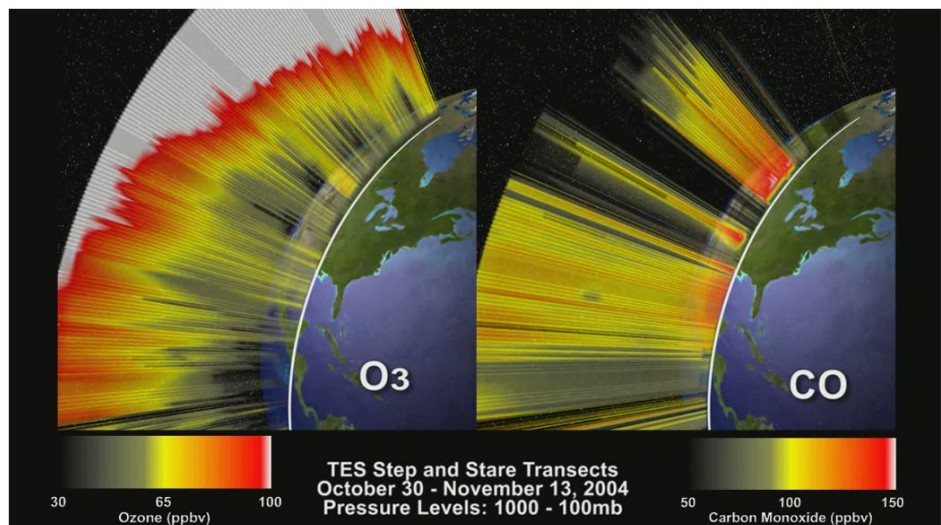 O3
CO
TES Step and Stare Transects
October 30 - November 13, 2004
Pressure Levels: 1000 - 100mb
30 65 100
Ozone (ppbv)
50 100 150
Carbon Monoxide (ppbv)